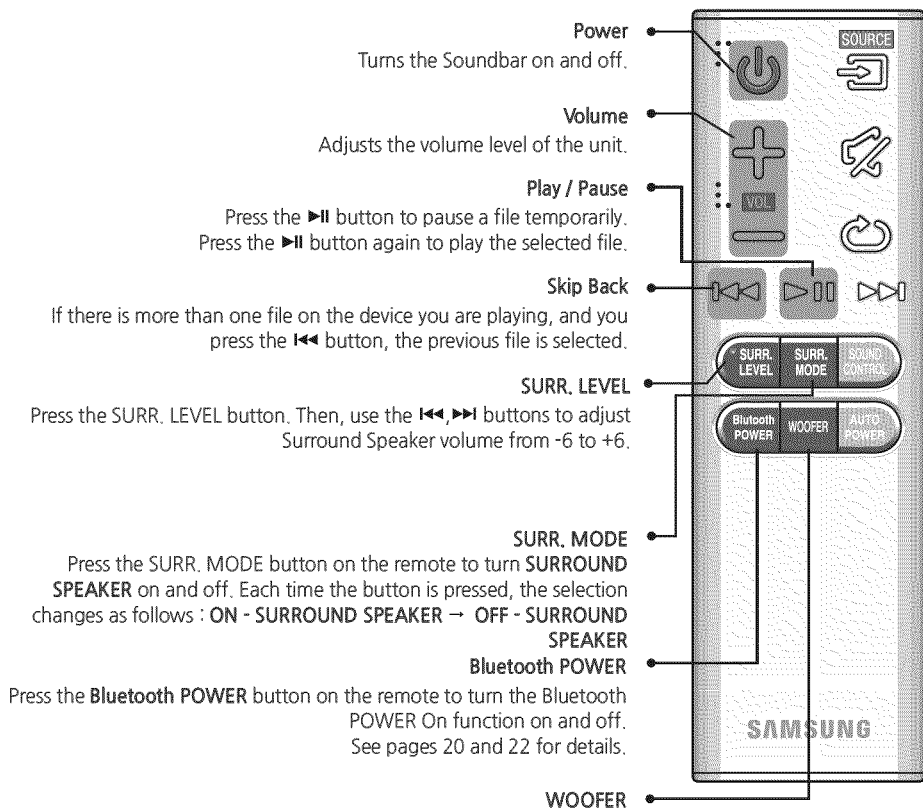 Power
Turns the Soundbar on and off.
Volume
Adjusts the volume level of the unit.
Play / Pause
Press the ►II button to pause a file temporarily.
Press the ►II button again to play the selected file.
Skip Back
If there is more than one file on the device you are playing, and you
press the I◄◄ button, the previous file is selected.
SURR. LEVEL
Press the SURR. LEVEL button. Then, use the I◄◄,►►I buttons to adjust
Surround Speaker volume from -6 to +6.
SURR. MODE
Press the SURR. MODE button on the remote to turn SURROUND
SPEAKER on and off. Each time the button is pressed, the selection
changes as follows : ON - SURROUND SPEAKER → OFF - SURROUND
SPEAKER
Bluetooth POWER
Press the Bluetooth POWER button on the remote to turn the Bluetooth
POWER On function on and off.
See pages 20 and 22 for details.
WOOFER
SOURCE
VOL
SURR.
LEVEL
SURR.
MODE
SOUND
CONTROL
Blutooth
POWER
WOOFER
AUTO
POWER
SAMSUNG